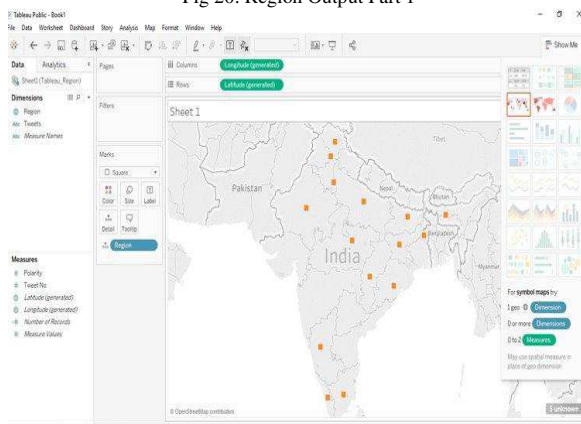 Fig 20: Region Output Part 1
Tableau Public - Book1
File Data Worksheet Dashboard Story Analysis Map Format Window Help
Show Me
Data Analytics
Sheet1 (Tableau_Region)
Dimensions
Region
Abc Tweets
Abc Measure Names
Measures
# Polarity
# Tweet No
Latitude (generated)
Longitude (generated)
Number of Records
# Measure Values
Pages
Filters
Marks
Square
Color Size Label
Detail Tooltip
Region
Columns Longitude (generated)
Rows Latitude (generated)
Sheet 1
Tibet
Pakistan
Nepal
Bhutan
Bangladesh
India
Myanmar
© OpenStreetMap contributors
For symbol maps try
1 geo Dimension
0 or more Dimensions
0 to 2 Measures
May use spatial measure in
place of geo dimension
5 unknown